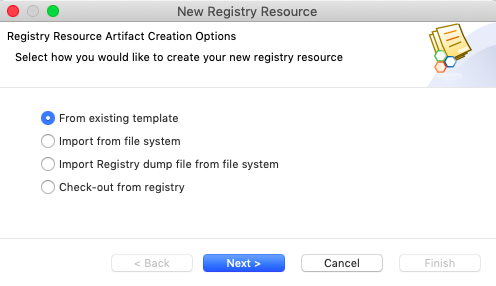 New Registry Resource
Registry Resource Artifact Creation Options
Select how you would like to create your new registry resource
From existing template
Import from file system
Import Registry dump file from file system
Check-out from registry
< Back
Next >
Cancel
Finish